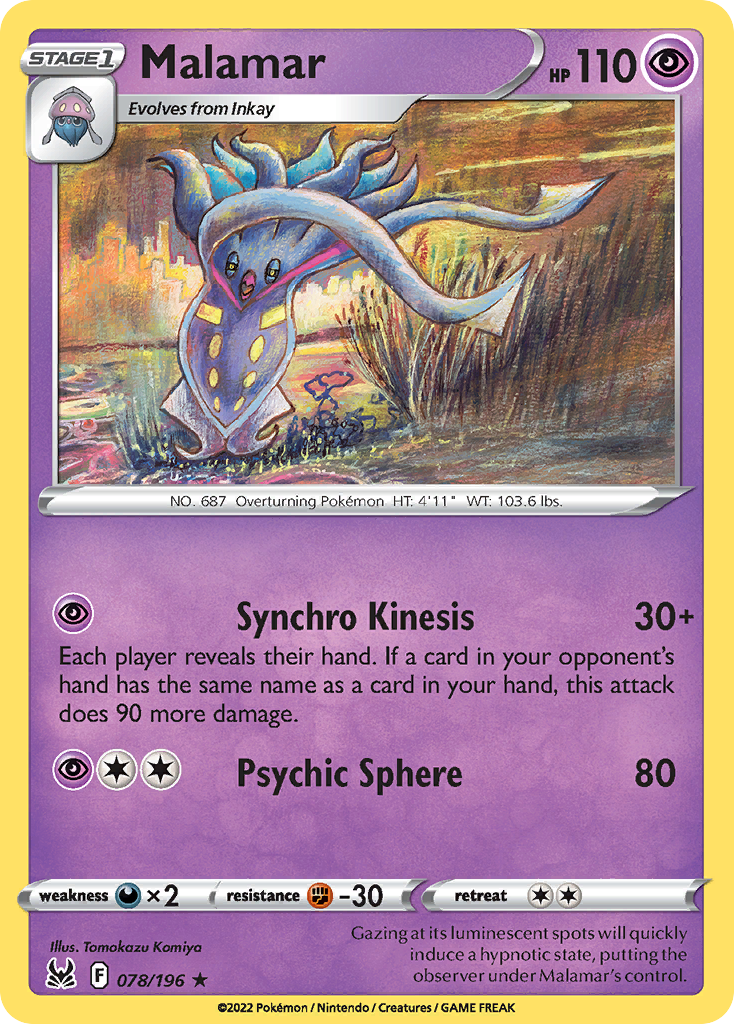 STAGE1
Malamar
HP 110
Evolves from Inkay
NO. 687 Overturning Pokémon HT: 4'11" WT: 103.6 lbs.
Synchro Kinesis 30+
Each player reveals their hand. If a card in your opponent's
hand has the same name as a card in your hand, this attack
does 90 more damage.
Psychic Sphere 80
weakness ×2 resistance -30 retreat
Illus. Tomokazu Komiya
F 078/196 ★
Gazing at its luminescent spots will quickly
induce a hypnotic state, putting the
observer under Malamar's control.
©2022 Pokémon / Nintendo / Creatures / GAME FREAK